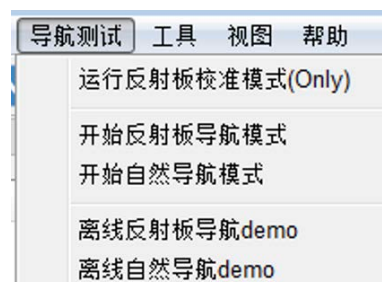 导航测试 工具 视图 帮助
运行反射板校准模式(Only)
开始反射板导航模式
开始自然导航模式
离线反射板导航demo
离线自然导航demo